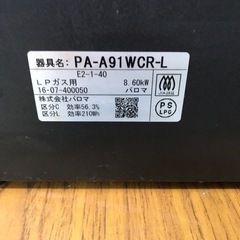 器具名: PA-A91WCR-L
E2-1-40
LPガス用 8.60kW
16·07-400050 パロマ
株式会社パロマ
区分C 効率56.3%
区分L 効率210Wh
PS
LPG